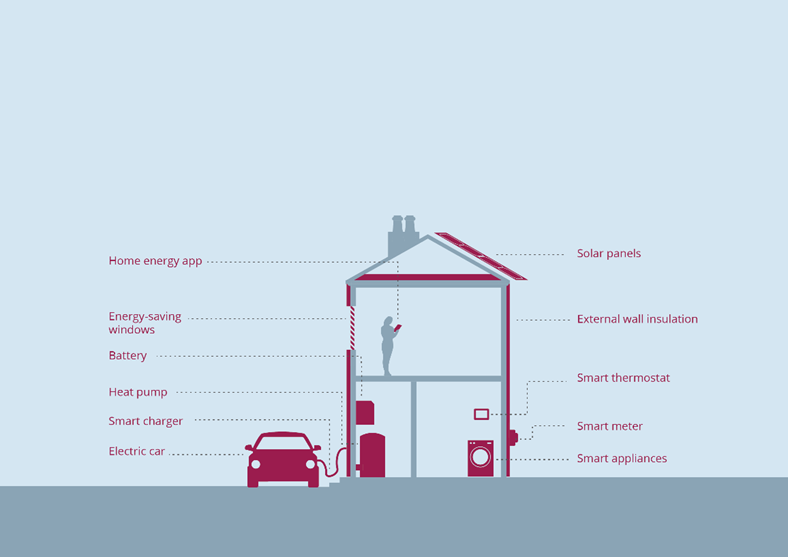 Home energy app
Energy-saving
windows
Battery
Heat pump
Smart charger
Electric car
Solar panels
External wall insulation
Smart thermostat
Smart meter
Smart appliances